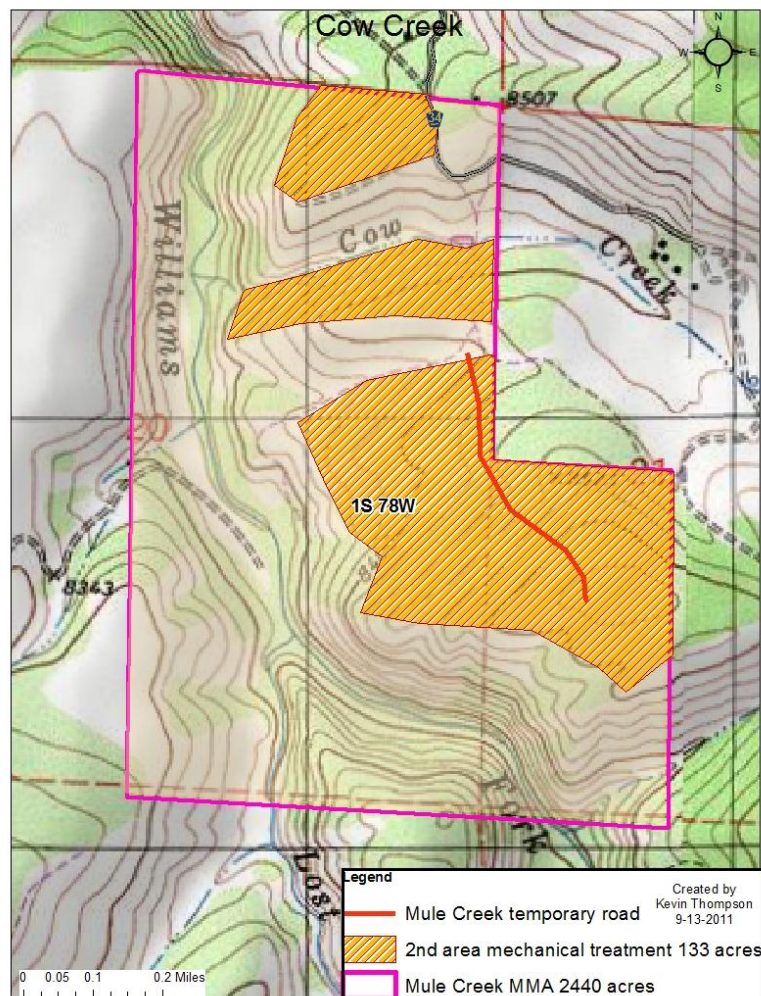 Cow Creek
N
W E
S
8507
34
Williams
Cow
Creek
20
21
1S 78W
8343
Fork
Lost
Legend
Created by
Kevin Thompson
9-13-2011
Mule Creek temporary road
2nd area mechanical treatment 133 acres
Mule Creek MMA 2440 acres
0 0.05 0.1 0.2 Miles